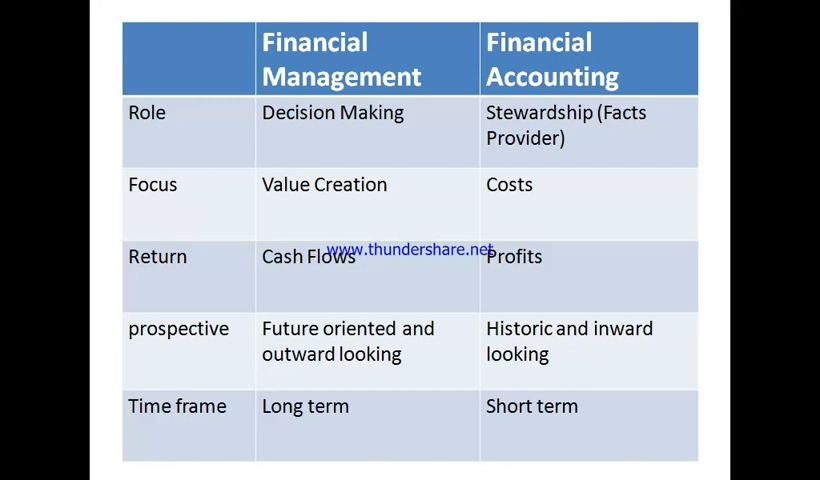 Financial Management
Financial Accounting
Role
Decision Making
Stewardship (Facts Provider)
Focus
Value Creation
Costs
www.thundershare.net
Return
Cash Flows
Profits
prospective
Future oriented and outward looking
Historic and inward looking
Time frame
Long term
Short term